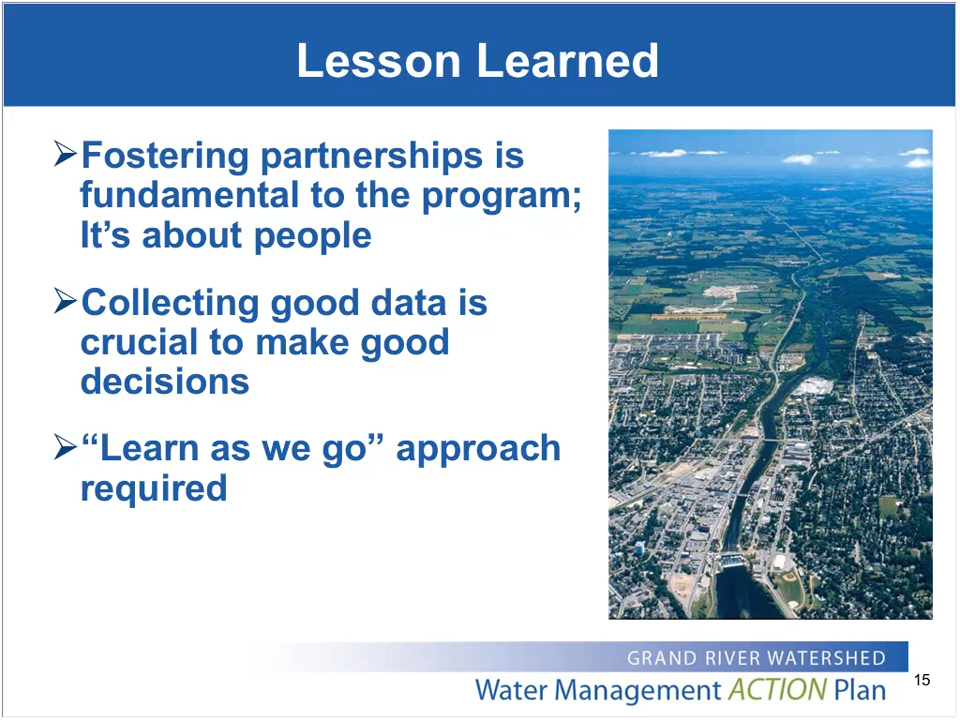 Lesson Learned
➢Fostering partnerships is
fundamental to the program;
It’s about people
➢Collecting good data is
crucial to make good
decisions
➢“Learn as we go” approach
required
GRAND RIVER WATERSHED
Water Management ACTION Plan
15